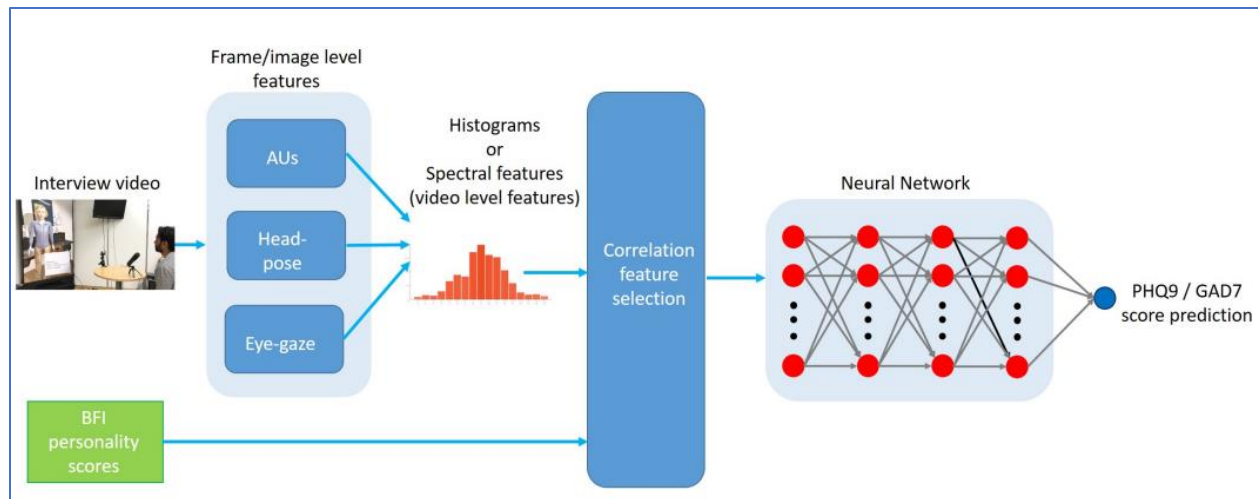 Frame/image level
features
AUs
Head-
pose
Eye-gaze
Interview video
Histograms
or
Spectral features
(video level features)
Correlation
feature
selection
Neural Network
PHQ9 / GAD7
score prediction
BFI
personality
scores